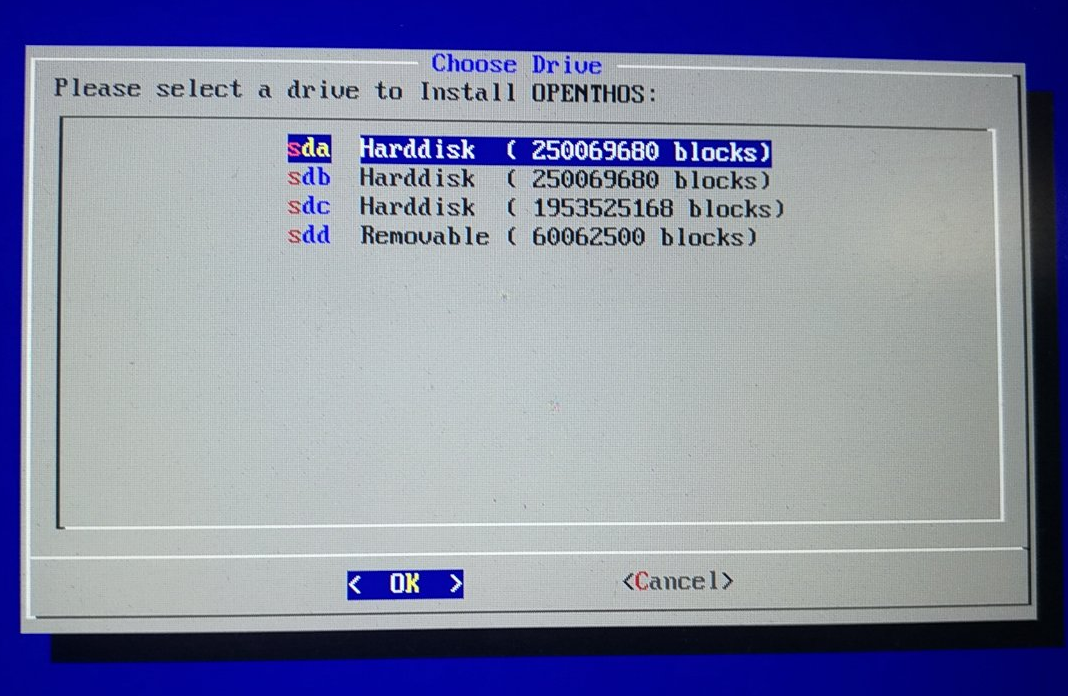 Choose Drive
Please select a drive to Install OPENTHOS:
sda Harddisk ( 250069680 blocks)
sdb Harddisk ( 250069680 blocks)
sdc Harddisk ( 1953525168 blocks)
sdd Removable ( 60062500 blocks)
< OK > <Cancel>